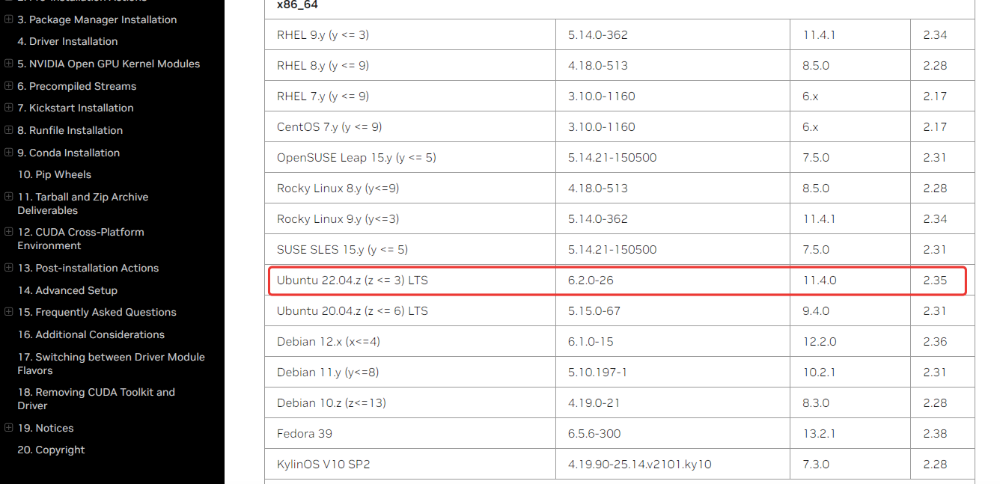 3. Package Manager Installation
4. Driver Installation
5. NVIDIA Open GPU Kernel Modules
6. Precompiled Streams
7. Kickstart Installation
8. Runfile Installation
9. Conda Installation
10. Pip Wheels
11. Tarball and Zip Archive
Deliverables
12. CUDA Cross-Platform
Environment
13. Post-installation Actions
14. Advanced Setup
15. Frequently Asked Questions
16. Additional Considerations
17. Switching between Driver Module
Flavors
18. Removing CUDA Toolkit and
Driver
19. Notices
20. Copyright
x86_64
RHEL 9.y (y <= 3) 5.14.0-362 11.4.1 2.34
RHEL 8.y (y <= 9) 4.18.0-513 8.5.0 2.28
RHEL 7.y (y <= 9) 3.10.0-1160 6.x 2.17
CentOS 7.y (y <= 9) 3.10.0-1160 6.x 2.17
OpenSUSE Leap 15.y (y <= 5) 5.14.21-150500 7.5.0 2.31
Rocky Linux 8.y (y<=9) 4.18.0-513 8.5.0 2.28
Rocky Linux 9.y (y<=3) 5.14.0-362 11.4.1 2.34
SUSE SLES 15.y (y <= 5) 5.14.21-150500 7.5.0 2.31
Ubuntu 22.04.z (z <= 3) LTS 6.2.0-26 11.4.0 2.35
Ubuntu 20.04.z (z <= 6) LTS 5.15.0-67 9.4.0 2.31
Debian 12.x (x<=4) 6.1.0-15 12.2.0 2.36
Debian 11.y (y<=8) 5.10.197-1 10.2.1 2.31
Debian 10.z (z<=13) 4.19.0-21 8.3.0 2.28
Fedora 39 6.5.6-300 13.2.1 2.38
KylinOS V10 SP2 4.19.90-25.14.v2101.ky10 7.3.0 2.28